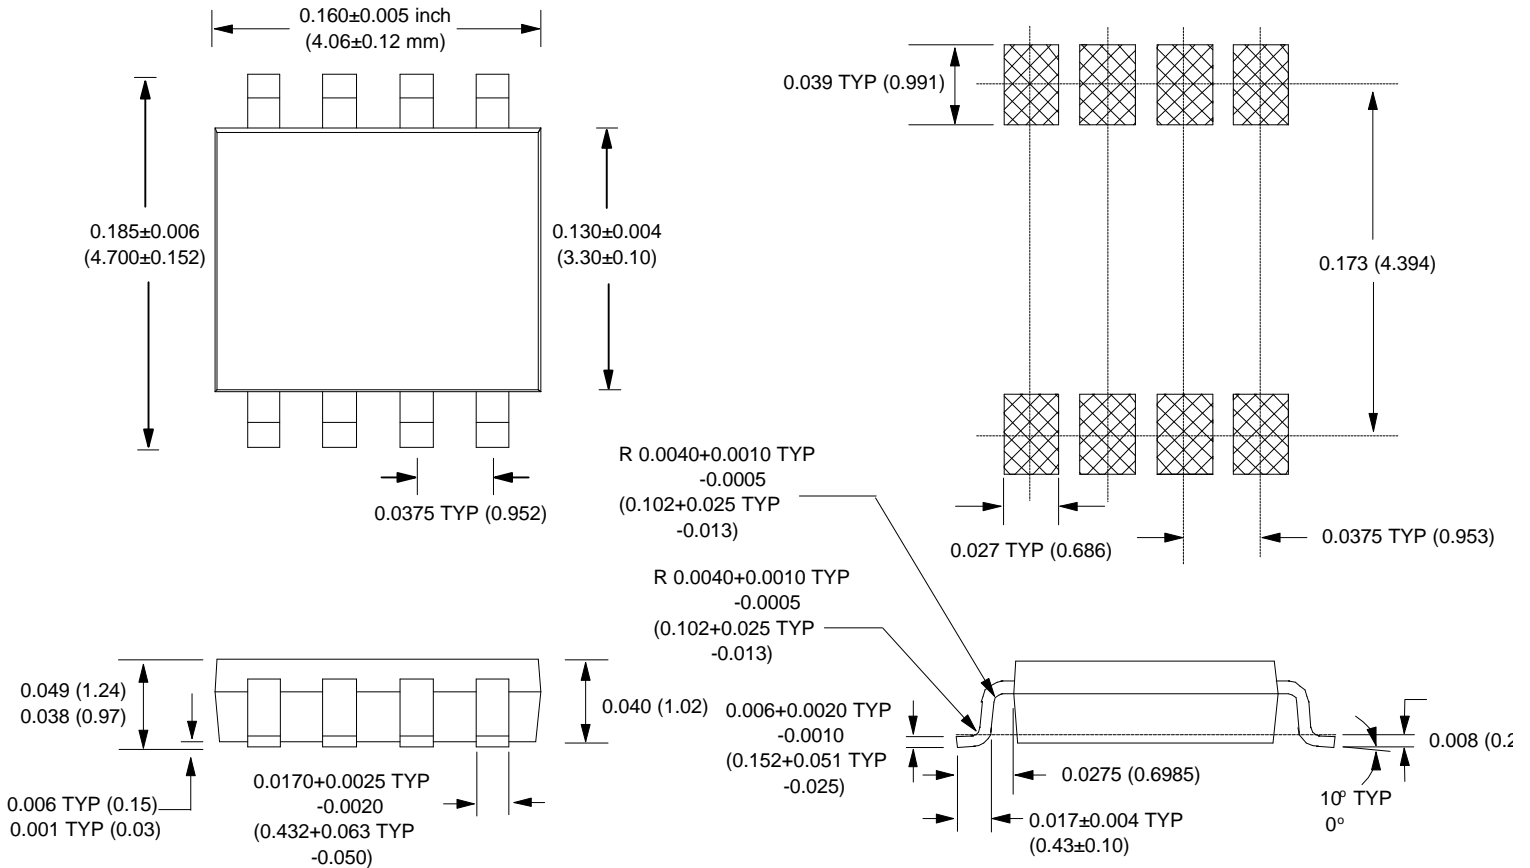 0.160±0.005 inch
(4.06±0.12 mm)
0.185±0.006
(4.700±0.152)
0.130±0.004
(3.30±0.10)
0.0375 TYP (0.952)
0.039 TYP (0.991)
0.173 (4.394)
0.027 TYP (0.686)
0.0375 TYP (0.953)
R 0.0040+0.0010 TYP
-0.0005
(0.102+0.025 TYP
-0.013)
R 0.0040+0.0010 TYP
-0.0005
(0.102+0.025 TYP
-0.013)
0.049 (1.24)
0.038 (0.97)
0.040 (1.02)
0.006 TYP (0.15)
0.001 TYP (0.03)
0.0170+0.0025 TYP
-0.0020
(0.432+0.063 TYP
-0.050)
0.006+0.0020 TYP
-0.0010
(0.152+0.051 TYP
-0.025)
0.0275 (0.6985)
0.017±0.004 TYP
(0.43±0.10)
0.008
10º TYP
0º